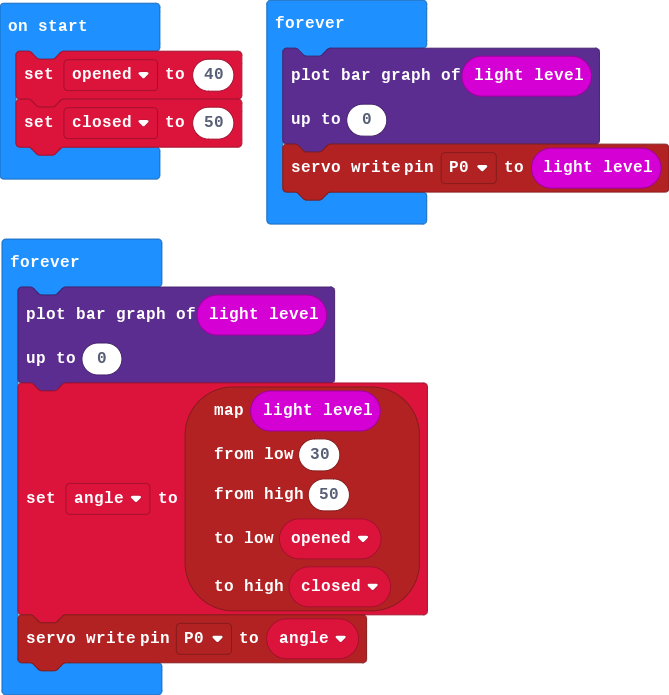 on start
set opened to 40
set closed to 50
forever
plot bar graph of light level
up to 0
servo write pin P0 to light level
forever
plot bar graph of light level
up to 0
set angle to
map light level
from low 30
from high 50
to low opened
to high closed
servo write pin P0 to angle